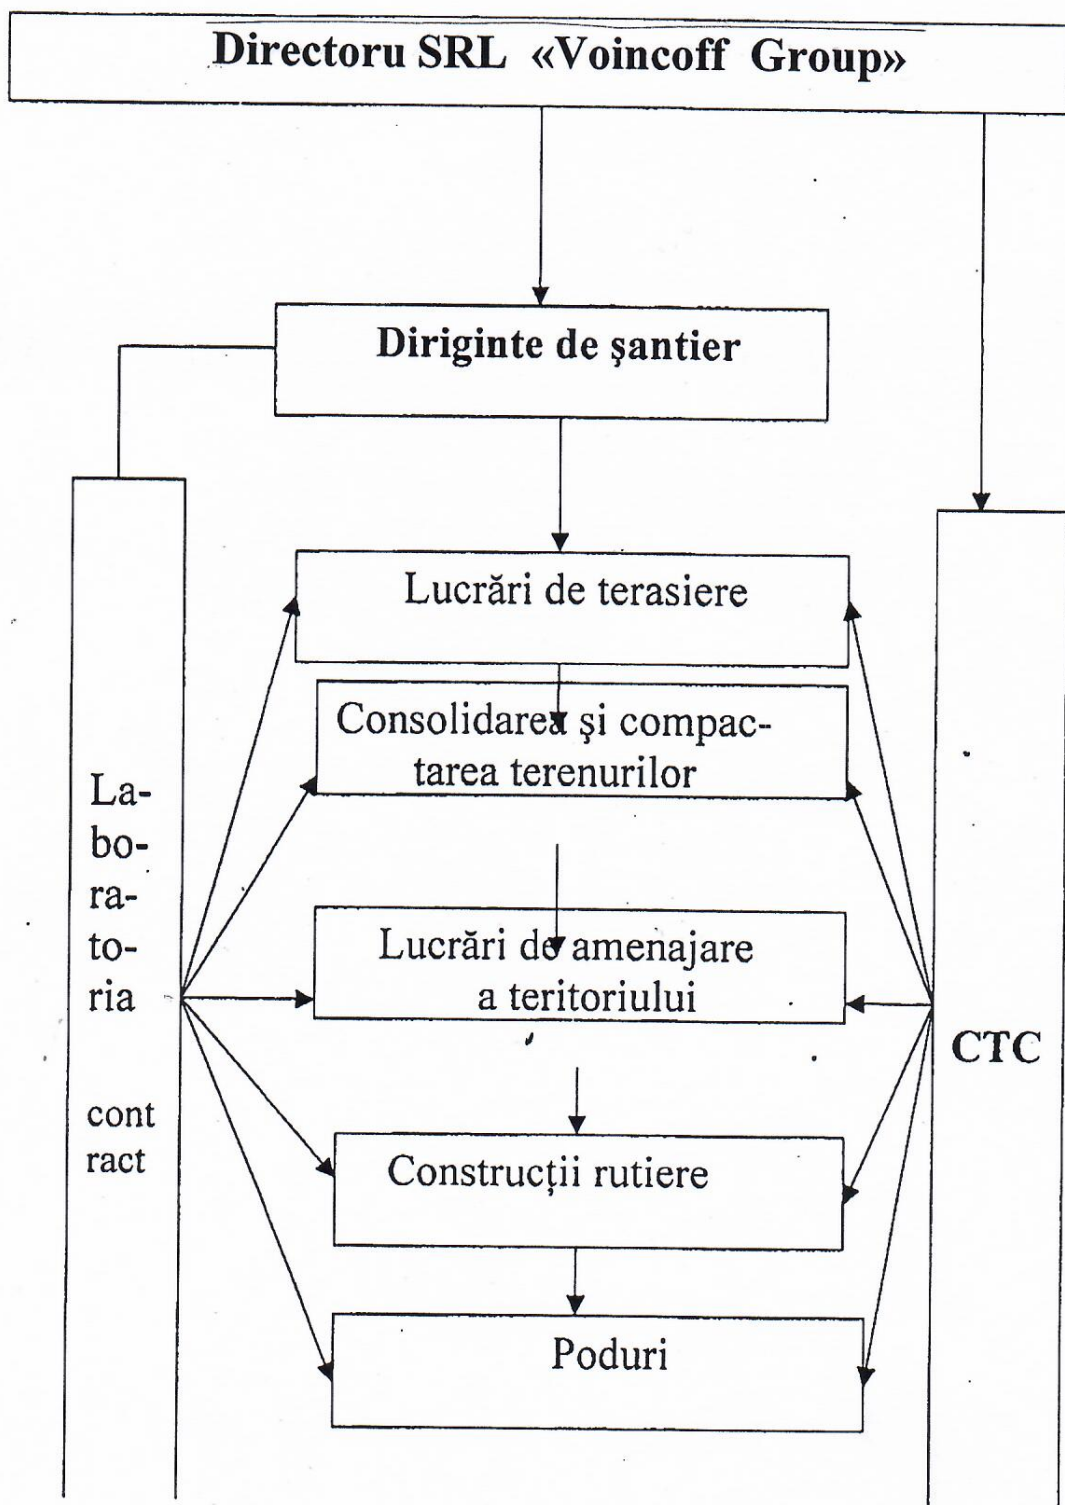 Directoru SRL «Voincoff Group»
Diriginte de şantier
Lucrări de terasiere
Consolidarea şi compac-
tarea terenurilor
Lucrări de amenajare
a teritoriului
Construcţii rutiere
Poduri
La-
bo-
ra-
to-
ria
cont
ract
CTC